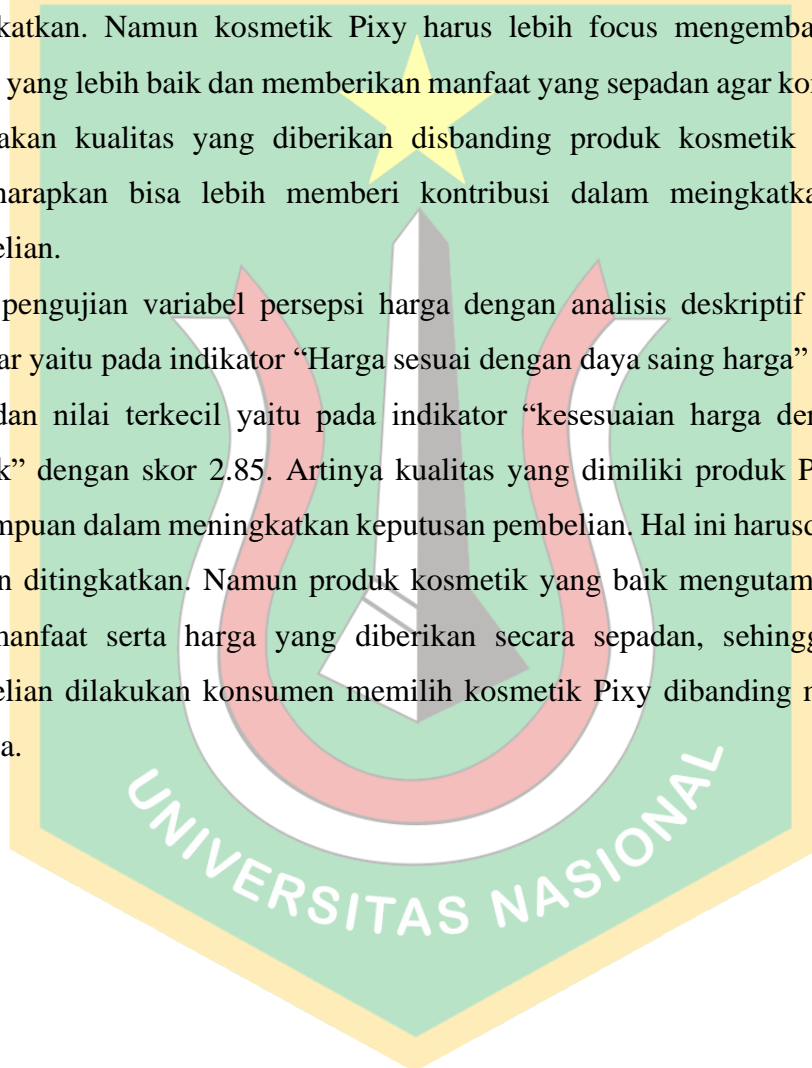 katkan. Namun kosmetik Pixy harus lebih focus mengemba
yang lebih baik dan memberikan manfaat yang sepadan agar ko
akan kualitas yang diberikan disbanding produk kosmetik
harapkan bisa lebih memberi kontribusi dalam meingkatka
elian.
pengujian variabel persepsi harga dengan analisis deskriptif
ar yaitu pada indikator “Harga sesuai dengan daya saing harga”
dan nilai terkecil yaitu pada indikator “kesesuaian harga de
k” dengan skor 2.85. Artinya kualitas yang dimiliki produk P
mpuan dalam meningkatkan keputusan pembelian. Hal ini harus
n ditingkatkan. Namun produk kosmetik yang baik mengutam
manfaat serta harga yang diberikan secara sepadan, sehingg
elian dilakukan konsumen memilih kosmetik Pixy dibanding
a.
UNIVERSITAS NASIONAL